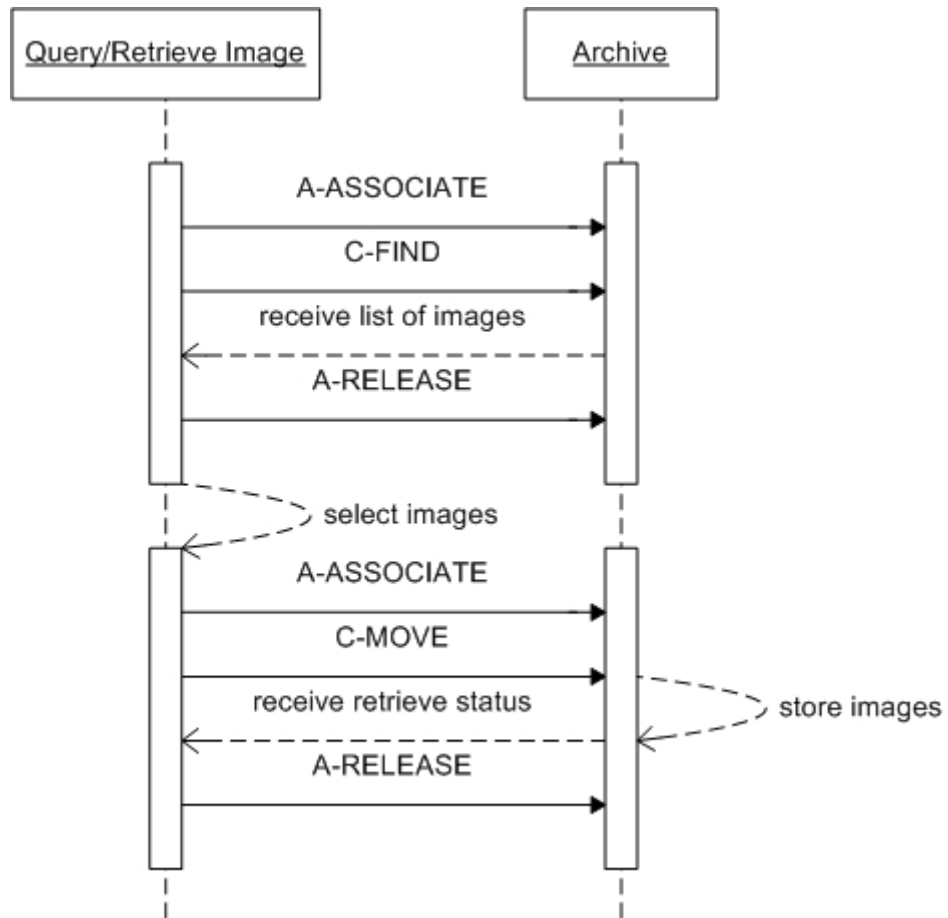 Query/Retrieve Image
Archive
A-ASSOCIATE
C-FIND
receive list of images
A-RELEASE
select images
A-ASSOCIATE
C-MOVE
receive retrieve status
store images
A-RELEASE